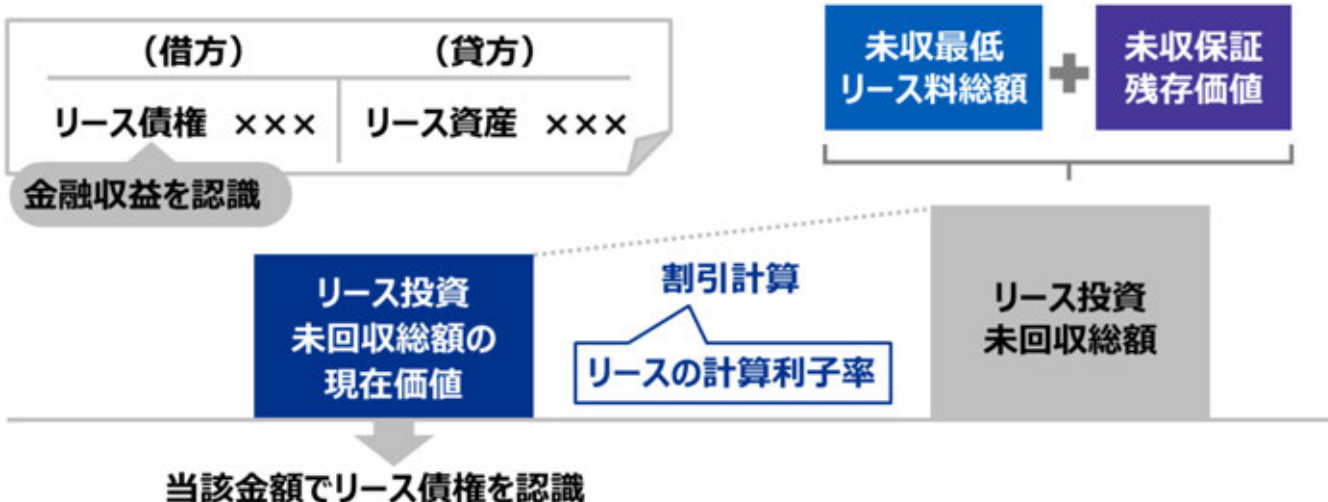 (借方) (貸方)
リース債権 ××× リース資産 ×××
金融収益を認識
未収最低
リース料総額
+
未収保証
残存価値
リース投資
未回収総額の
現在価値
割引計算
リースの計算利子率
リース投資
未回収総額
当該金額でリース債権を認識